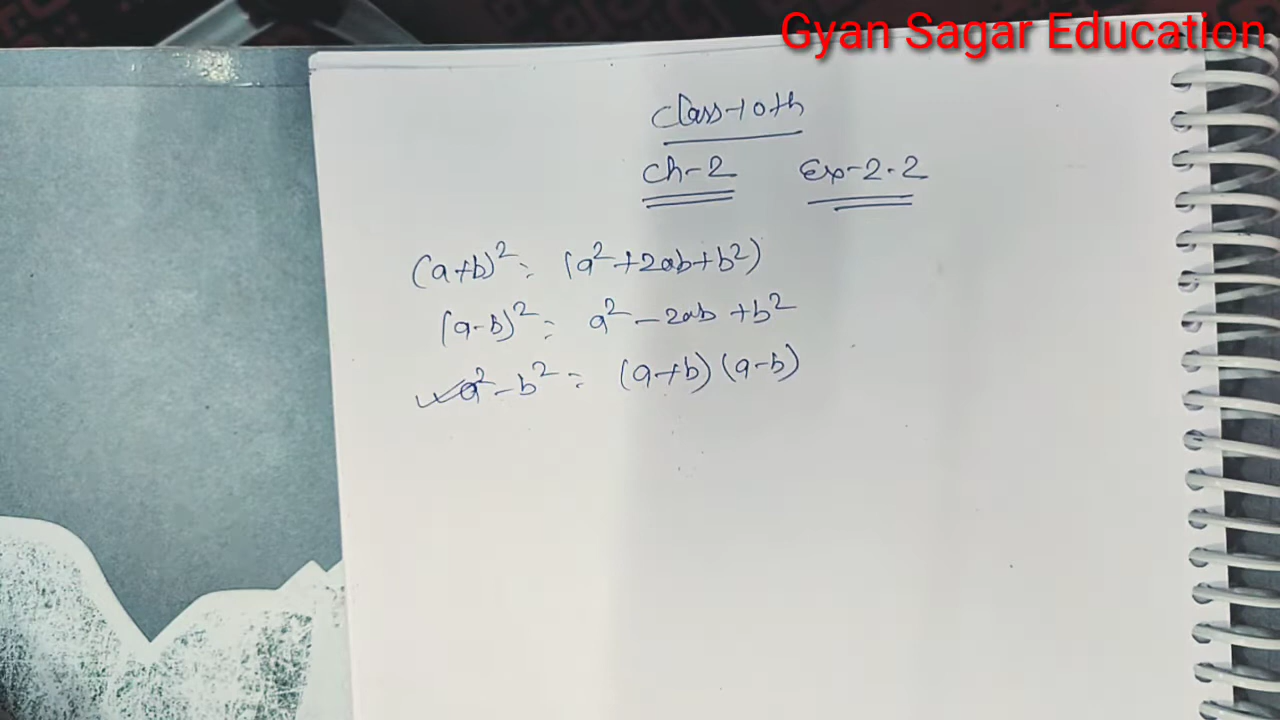 Gyan Sagar Education
Class-10th
Ch-2 Ex-2.2
(a+b)² = (a²+2ab+b²)
(a-b)² = a²-2ab+b²
a²-b² = (a+b)(a-b)